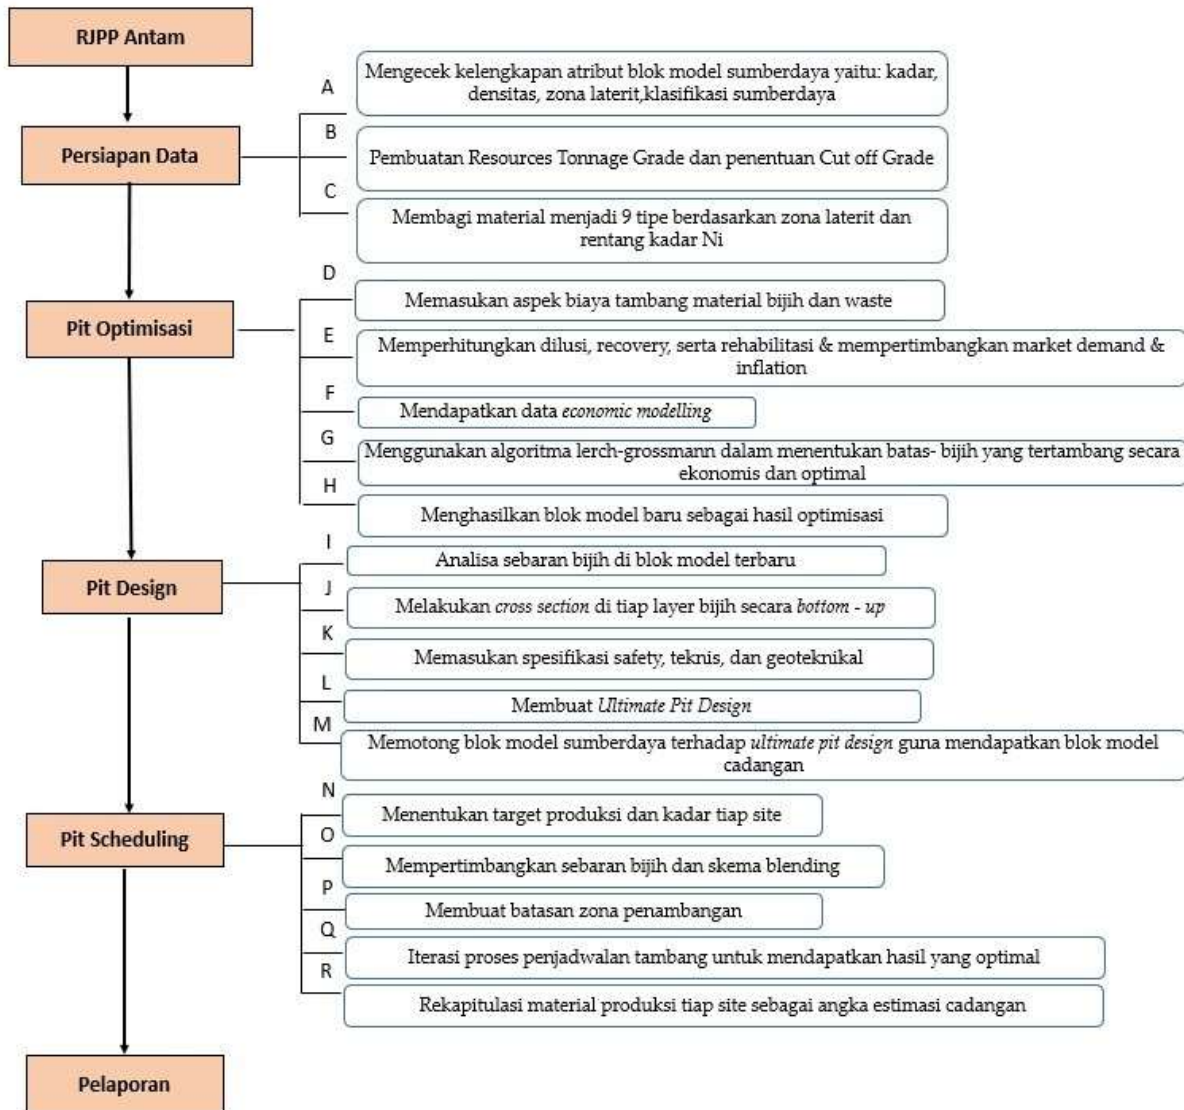 RJPP Antam
A
Mengecek kelengkapan atribut blok model sumberdaya yaitu: kadar,
densitas, zona laterit,klasifikasi sumberdaya
Persiapan Data
B
Pembuatan Resources Tonnage Grade dan penentuan Cut off Grade
C
Membagi material menjadi 9 tipe berdasarkan zona laterit dan
rentang kadar Ni
Pit Optimisasi
D
Memasukan aspek biaya tambang material bijih dan waste
E
Memperhitungkan dilusi, recovery, serta rehabilitasi & mempertimbangkan market demand &
inflation
F
Mendapatkan data economic modelling
G
Menggunakan algoritma lerch-grossmann dalam menentukan batas- bijih yang tertambang secara
ekonomis dan optimal
H
Menghasilkan blok model baru sebagai hasil optimisasi
Pit Design
I
Analisa sebaran bijih di blok model terbaru
J
Melakukan cross section di tiap layer bijih secara bottom - up
K
Memasukan spesifikasi safety, teknis, dan geoteknikal
L
Membuat Ultimate Pit Design
M
Memotong blok model sumberdaya terhadap ultimate pit design guna mendapatkan blok model
cadangan
Pit Scheduling
N
Menentukan target produksi dan kadar tiap site
O
Mempertimbangkan sebaran bijih dan skema blending
P
Membuat batasan zona penambangan
Q
Iterasi proses penjadwalan tambang untuk mendapatkan hasil yang optimal
R
Rekapitulasi material produksi tiap site sebagai angka estimasi cadangan
Pelaporan